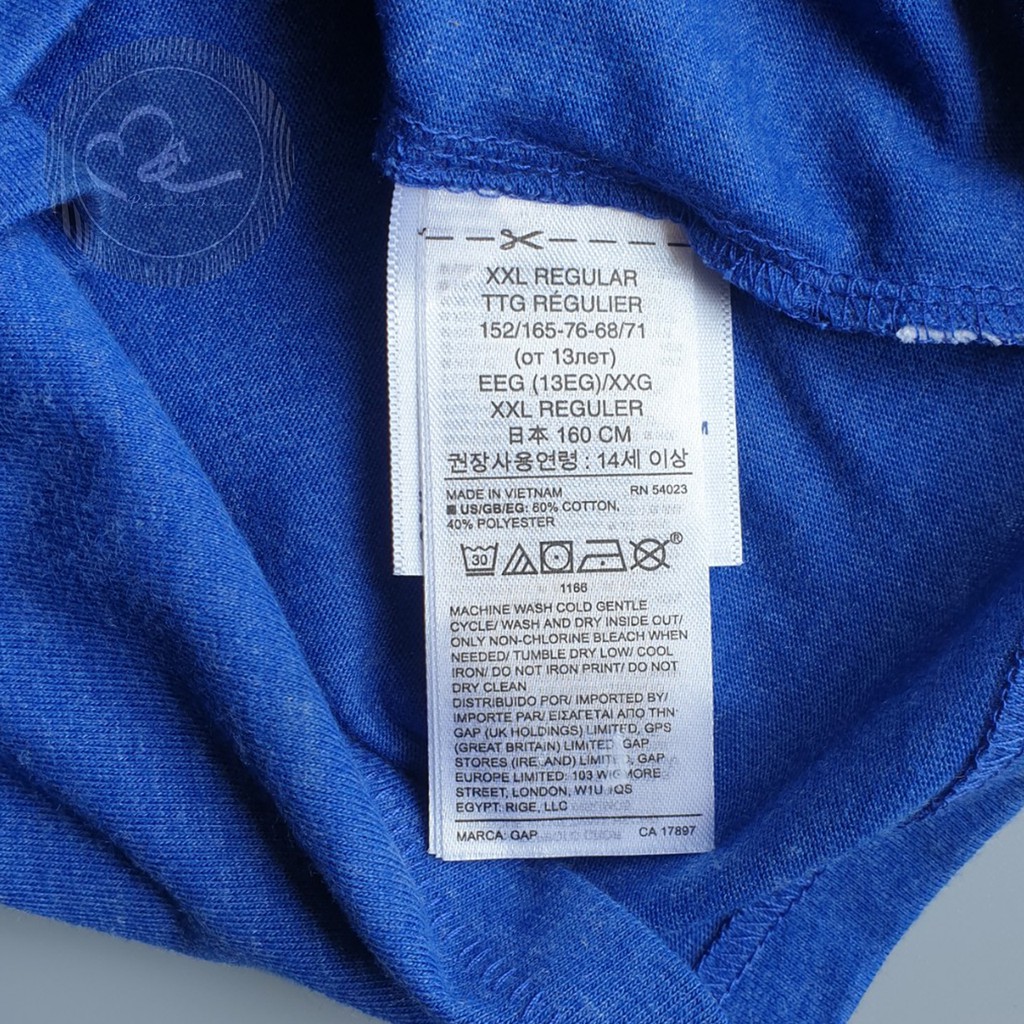 XXL REGULAR
TTG RÉGULIER
152/165-76-68/71
(от 13лет)
EEG (13EG)/XXG
XXL REGULER
日本 160 CM
권장사용연령 : 14세 이상
MADE IN VIETNAM RN 54023
US/GB/EG: 60% COTTON,
40% POLYESTER
30 ®
1166
MACHINE WASH COLD GENTLE
CYCLE/ WASH AND DRY INSIDE OUT/
ONLY NON-CHLORINE BLEACH WHEN
NEEDED/ TUMBLE DRY LOW/ COOL
IRON/ DO NOT IRON PRINT/ DO NOT
DRY CLEAN
DISTRIBUIDO POR/ IMPORTED BY/
IMPORTE PAR/ ΕΙΣΑΓΕΤΑΙ ΑΠΟ ΤΗΝ
GAP (UK HOLDINGS) LIMITED, GPS
(GREAT BRITAIN) LIMITED GAP
STORES (IRELAND) LIMITED, GAP
EUROPE LIMITED: 103 WIGMORE
STREET, LONDON, W1U 1QS
EGYPT: RIGE, LLC
MARCA: GAP CA 17897